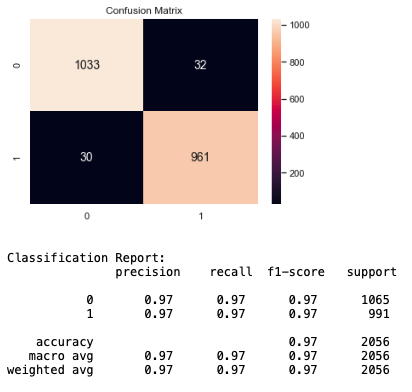 Confusion Matrix
1000
0 1033 32
800
600
400
1 30 961
200
0 1
Classification Report:
precision recall f1-score support
0 0.97 0.97 0.97 1065
1 0.97 0.97 0.97 991
accuracy 0.97 2056
macro avg 0.97 0.97 0.97 2056
weighted avg 0.97 0.97 0.97 2056